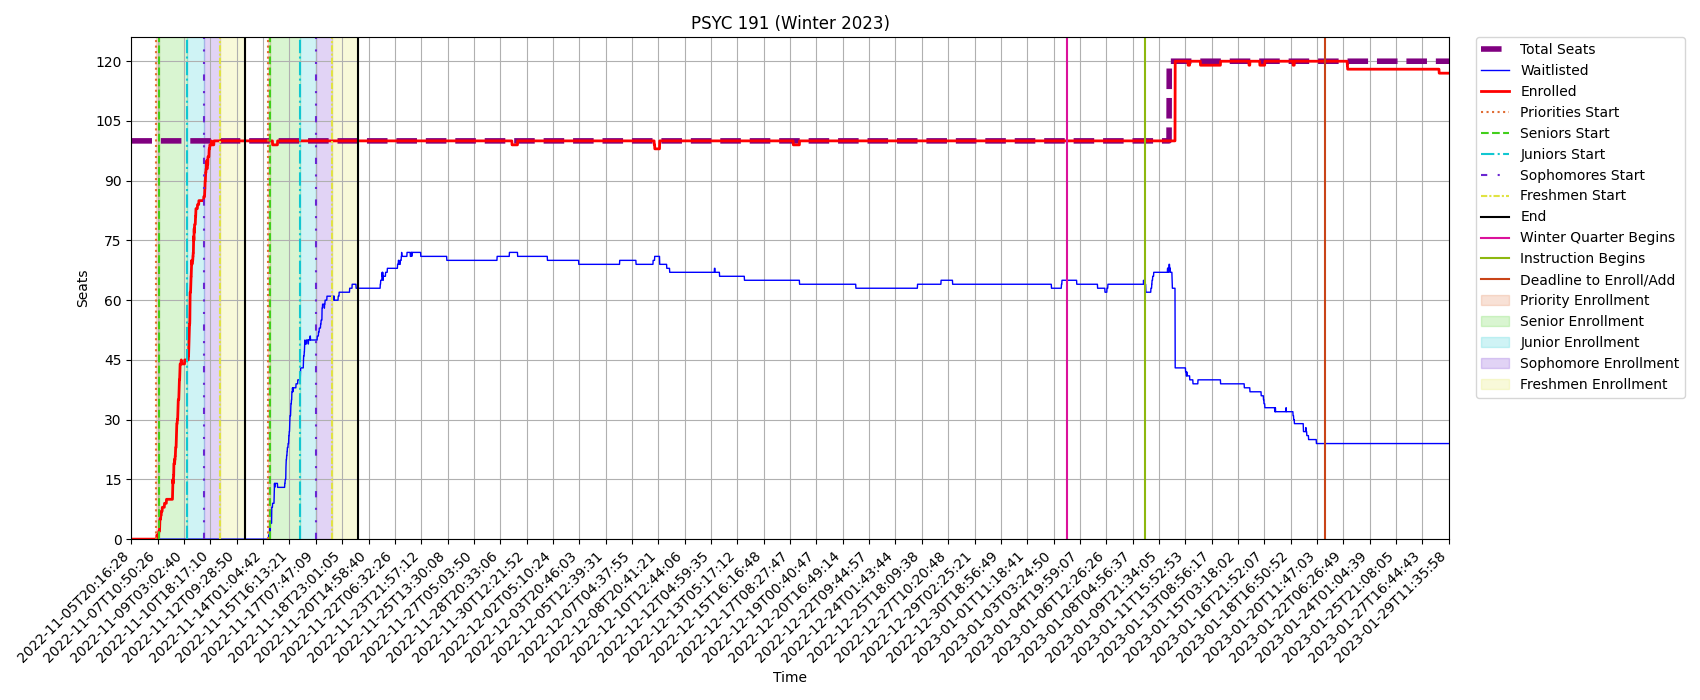 PSYC 191 (Winter 2023)
Seats
120
105
90
75
60
45
30
15
0
2022-11-05T20:16:28
2022-11-07T10:50:26
2022-11-09T03:02:40
2022-11-10T18:17:10
2022-11-12T09:28:50
2022-11-14T01:04:42
2022-11-15T16:13:23
2022-11-17T07:47:09
2022-11-18T23:01:05
2022-11-20T14:58:40
2022-11-22T06:32:26
2022-11-23T21:57:12
2022-11-25T13:30:08
2022-11-27T05:03:50
2022-11-28T20:33:06
2022-11-30T12:21:52
2022-12-02T05:10:24
2022-12-03T20:46:03
2022-12-05T12:39:31
2022-12-07T04:37:55
2022-12-08T20:41:21
2022-12-10T12:44:06
2022-12-12T04:59:35
2022-12-13T05:17:12
2022-12-15T16:16:48
2022-12-17T08:27:47
2022-12-19T00:40:47
2022-12-20T16:49:14
2022-12-22T09:44:57
2022-12-24T01:43:44
2022-12-25T18:09:38
2022-12-27T10:20:48
2022-12-29T02:25:21
2022-12-30T18:56:49
2023-01-01T11:18:41
2023-01-03T03:24:50
2023-01-04T19:59:07
2023-01-06T12:26:26
2023-01-08T04:56:37
2023-01-09T21:34:05
2023-01-11T15:52:53
2023-01-13T08:56:17
2023-01-15T03:18:02
2023-01-16T21:52:07
2023-01-18T16:50:52
2023-01-20T11:47:03
2023-01-22T06:26:49
2023-01-24T01:04:39
2023-01-25T21:08:05
2023-01-27T16:44:43
2023-01-29T11:35:58
Time
Total Seats
Waitlisted
Enrolled
Priorities Start
Seniors Start
Juniors Start
Sophomores Start
Freshmen Start
End
Winter Quarter Begins
Instruction Begins
Deadline to Enroll/Add
Priority Enrollment
Senior Enrollment
Junior Enrollment
Sophomore Enrollment
Freshmen Enrollment